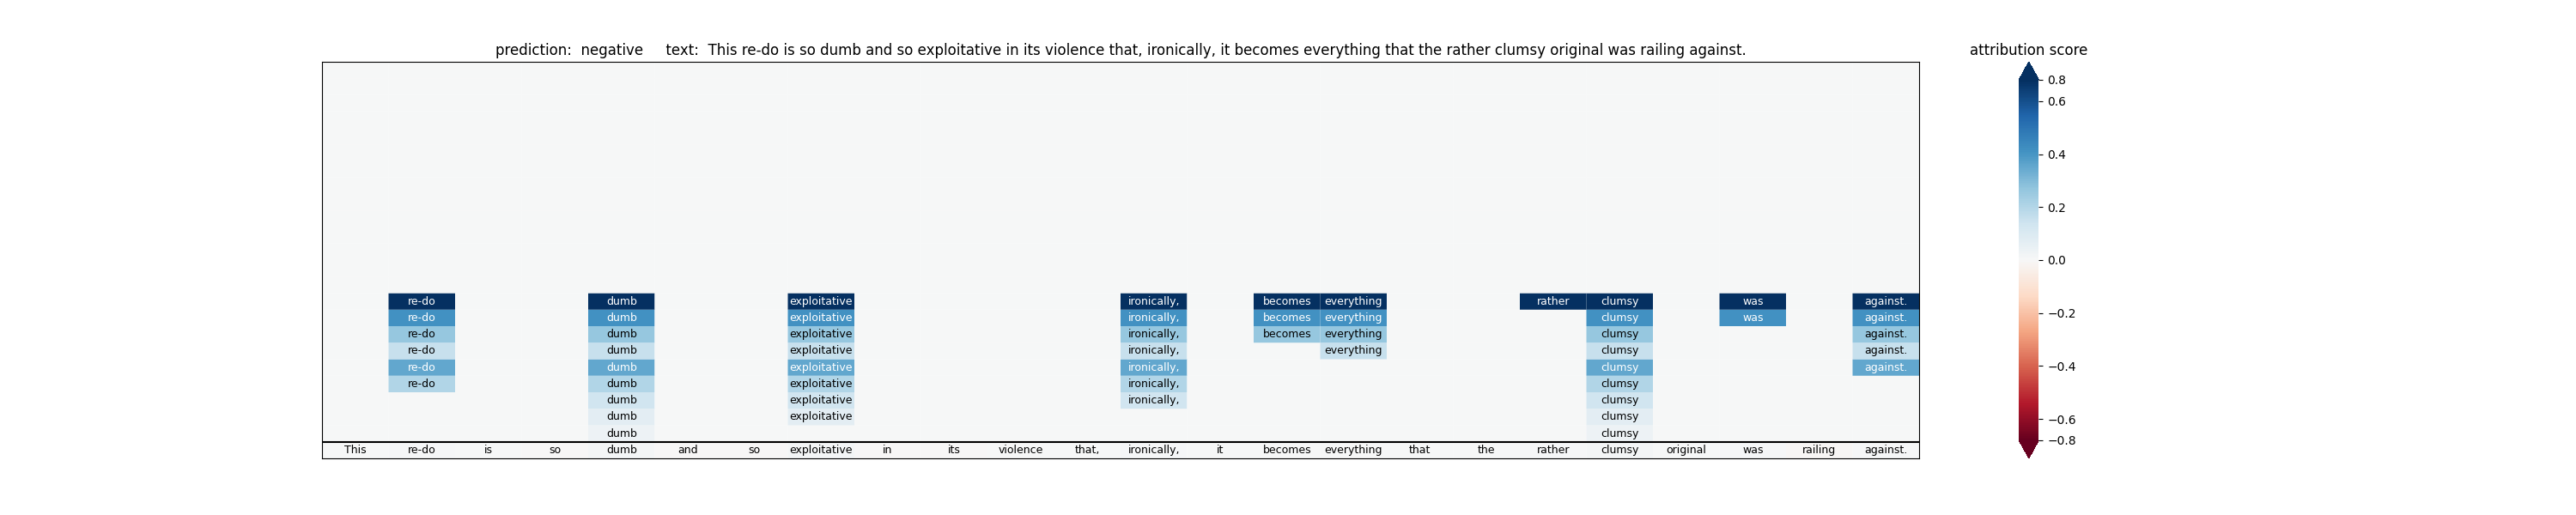 prediction:  negative     text:  This re-do is so dumb and so exploitative in its violence that, ironically, it becomes everything that the rather clumsy original was railing against.
attribution score
0.8
0.6
0.4
0.2
0.0
−0.2
−0.4
−0.6
−0.8
re-do dumb exploitative ironically, becomes everything rather clumsy was against.
re-do dumb exploitative ironically, becomes everything clumsy was against.
re-do dumb exploitative ironically, becomes everything clumsy against.
re-do dumb exploitative ironically, everything clumsy against.
re-do dumb exploitative ironically, clumsy against.
re-do dumb exploitative ironically, clumsy
dumb exploitative ironically, clumsy
dumb exploitative clumsy
dumb clumsy
This re-do is so dumb and so exploitative in its violence that, ironically, it becomes everything that the rather clumsy original was railing against.